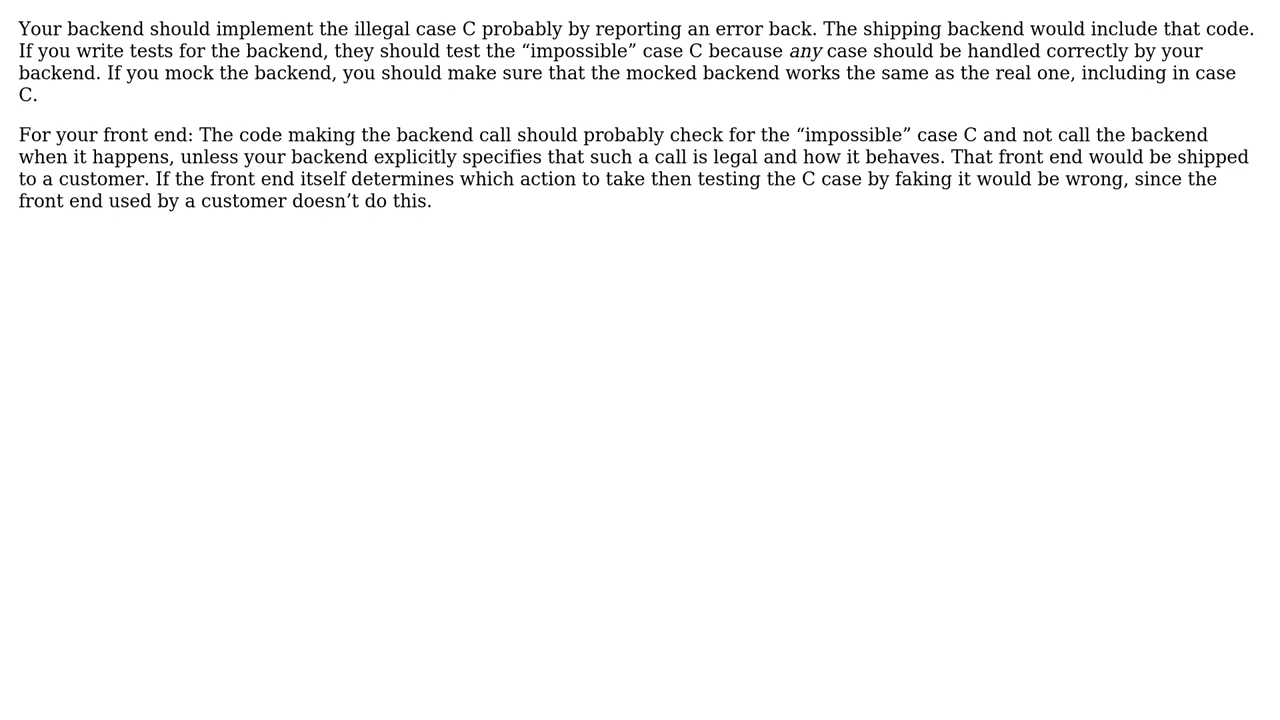 Your backend should implement the illegal case C probably by reporting an error back. The shipping backend would include that code.
If you write tests for the backend, they should test the “impossible” case C because any case should be handled correctly by your
backend. If you mock the backend, you should make sure that the mocked backend works the same as the real one, including in case
C.
For your front end: The code making the backend call should probably check for the “impossible” case C and not call the backend
when it happens, unless your backend explicitly specifies that such a call is legal and how it behaves. That front end would be shipped
to a customer. If the front end itself determines which action to take then testing the C case by faking it would be wrong, since the
front end used by a customer doesn’t do this.